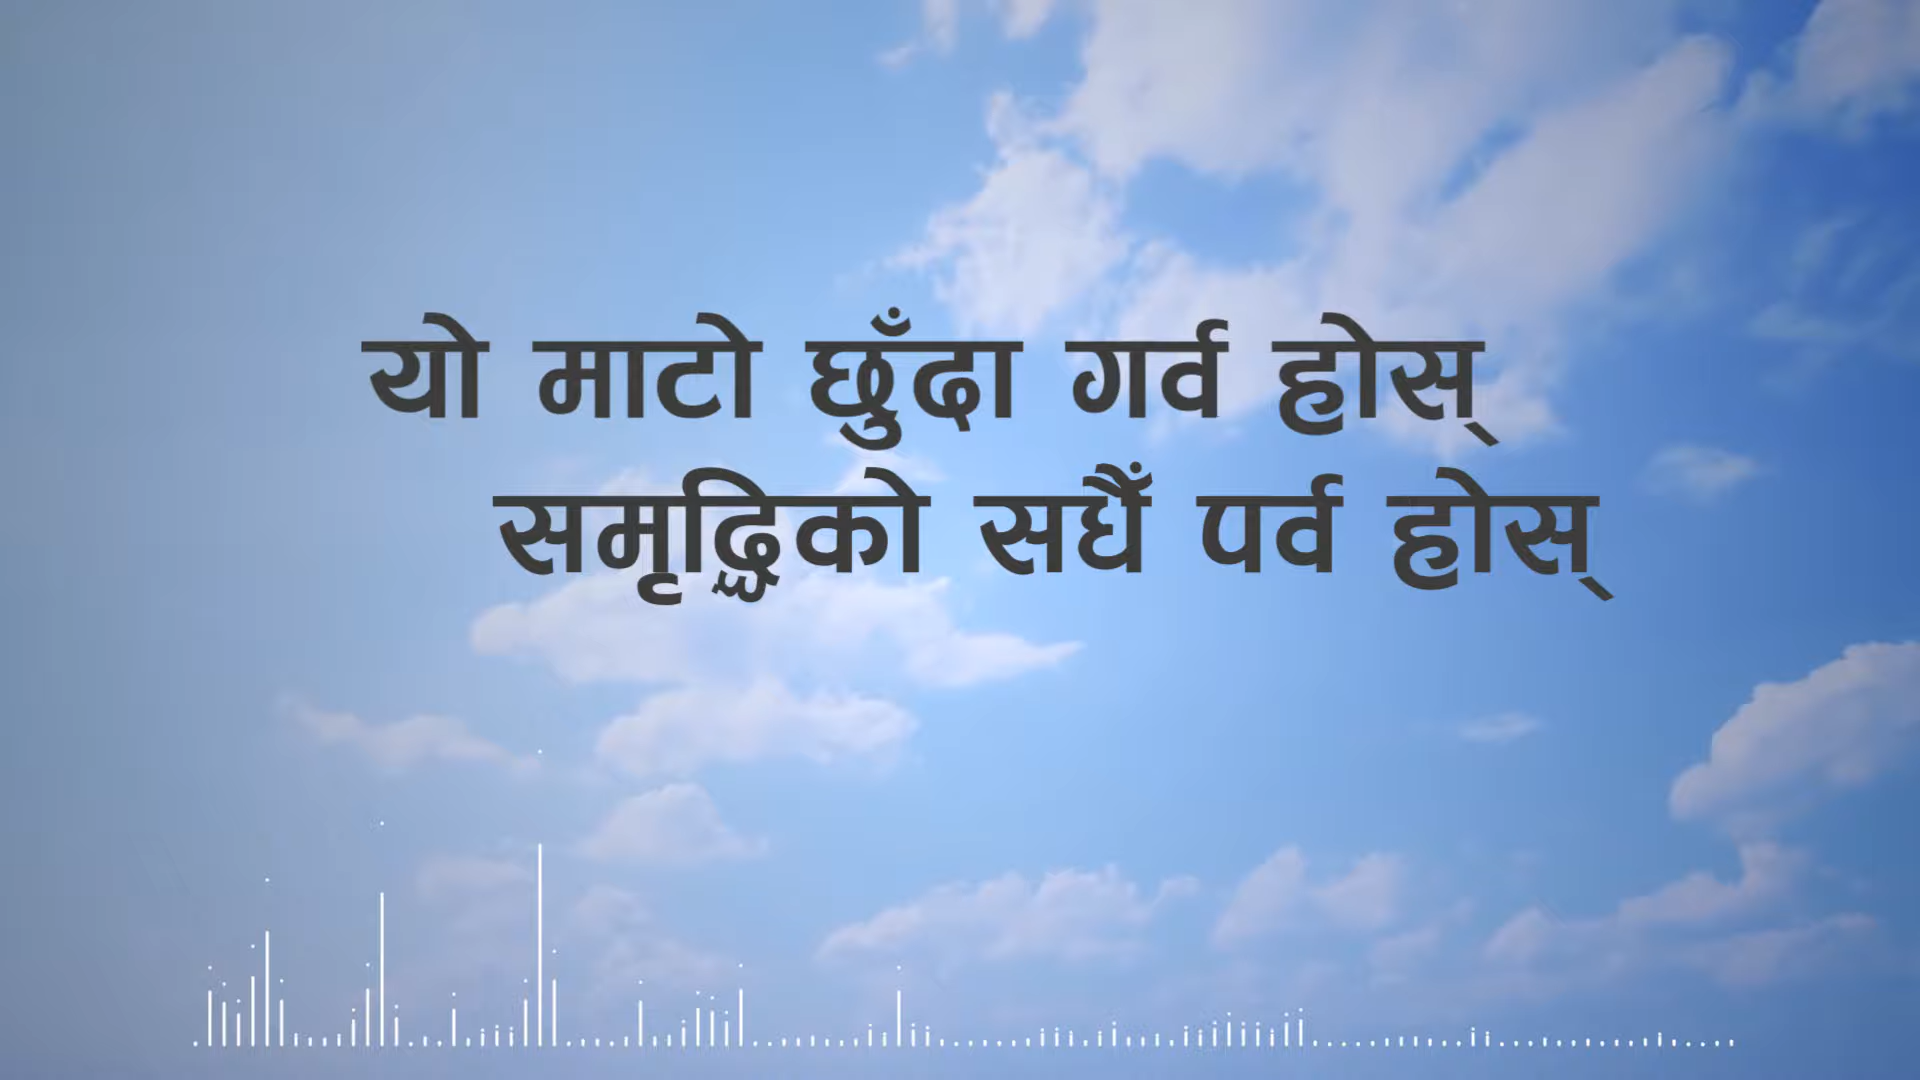 यो माटो छुँदा गर्व होस्
समृद्धिको सधैँ पर्व होस्